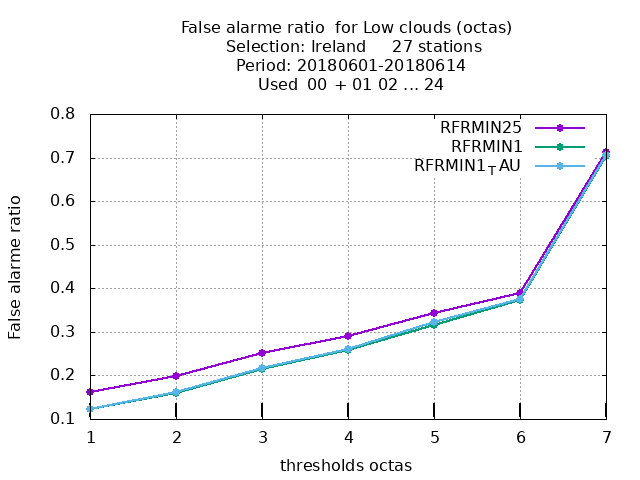 False alarme ratio  for Low clouds (octas)
Selection: Ireland     27 stations
Period: 20180601-20180614
Used  00  + 01 02 ... 24
RFRMIN25
RFRMIN1
RFRMIN1TAU
False alarme ratio
0.8
0.7
0.6
0.5
0.4
0.3
0.2
0.1
1 2 3 4 5 6 7
thresholds octas